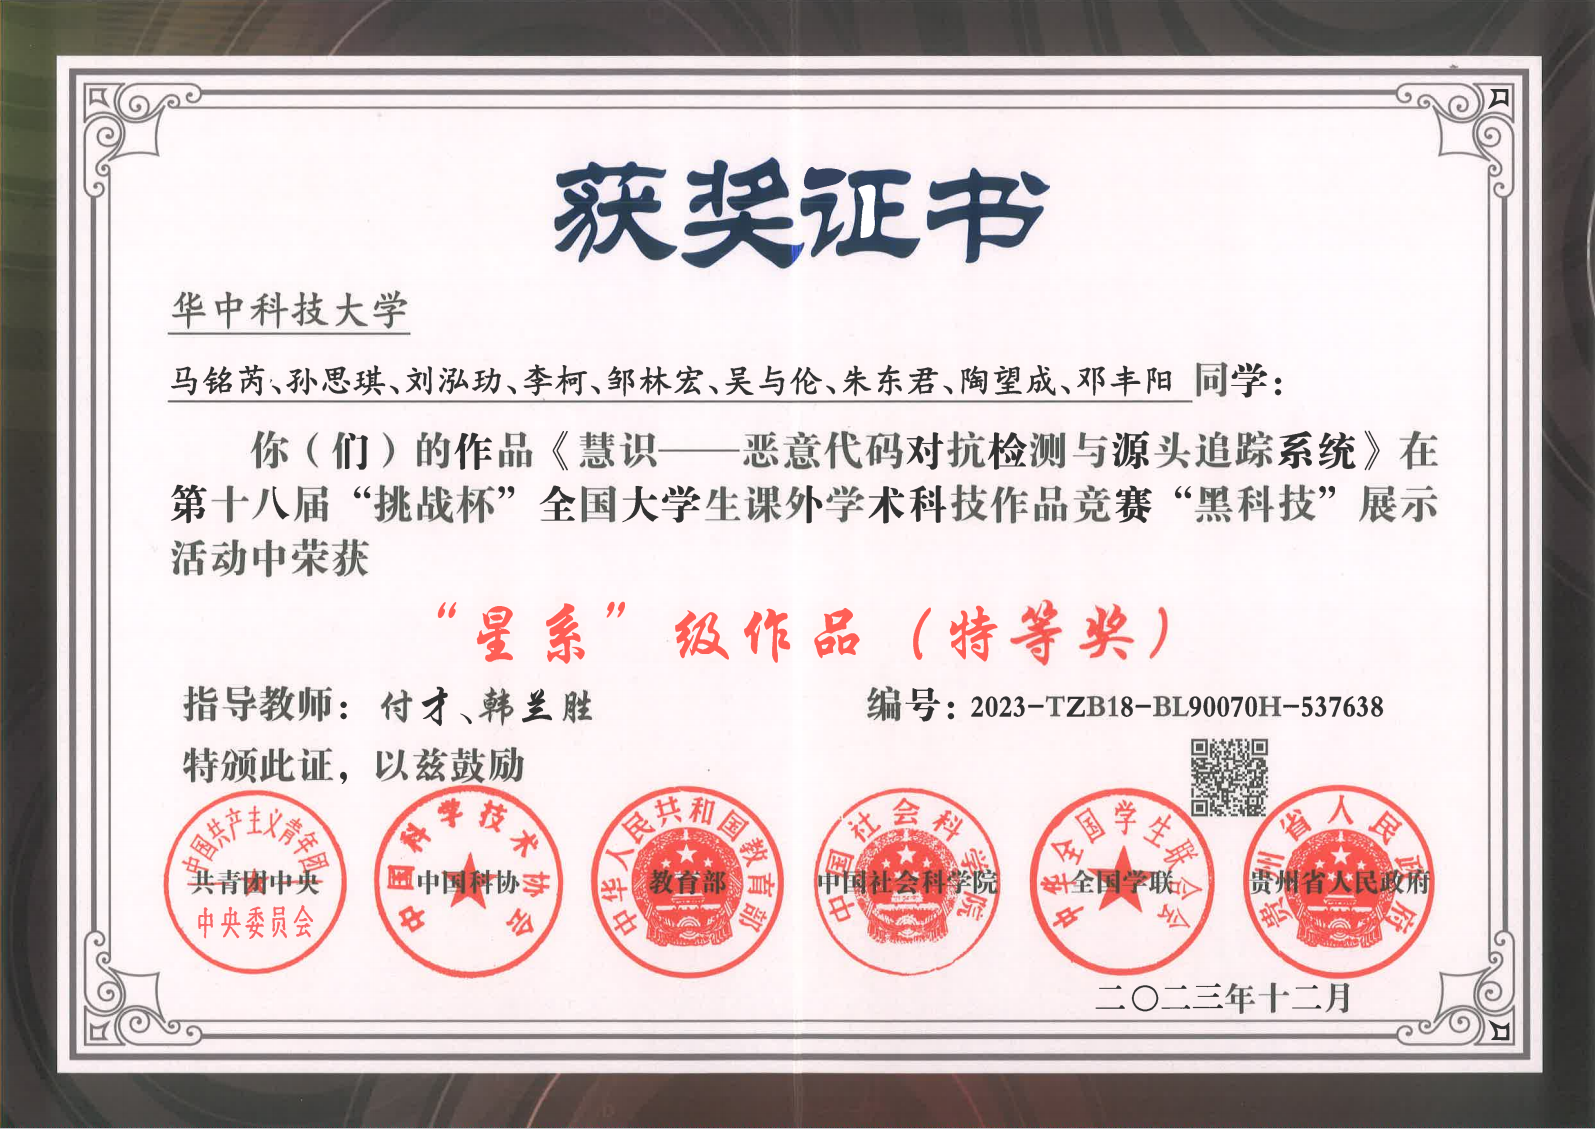 获奖证书
华中科技大学
马铭芮、孙思琪、刘泓玏、李柯、邹林宏、吴与伦、朱东君、陶望成、邓丰阳 同学：
你（们）的作品《慧识——恶意代码对抗检测与源头追踪系统》在
第十八届“挑战杯”全国大学生课外学术科技作品竞赛“黑科技”展示
活动中荣获
“星系”级作品（特等奖）
指导教师：付才、韩兰胜 编号：2023-TZB18-BL90070H-537638
特颁此证，以兹鼓励
中国共产主义青年团 中国科学技术协会 中华人民共和国教育部 中国社会科学院 中华全国学生联合会 贵州省人民政府
共青团中央 中国科协 教育部 中国社会科学院 全国学联 贵州省人民政府
中央委员会
二〇二三年十二月